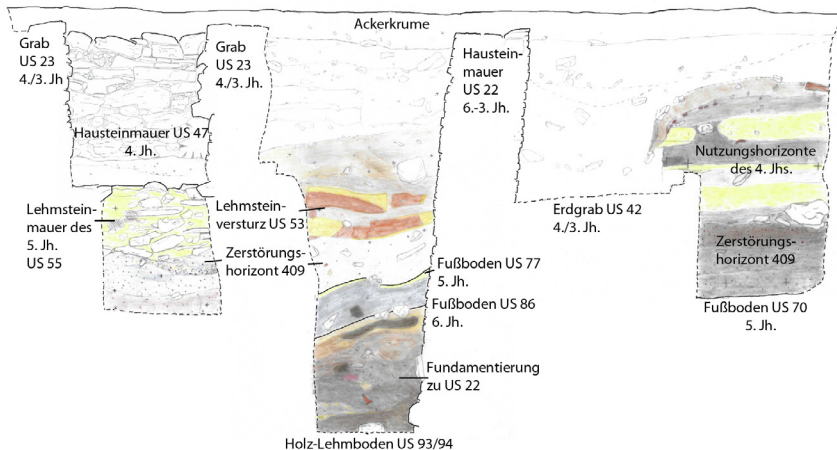 Ackerkrume
Grab
US 23
4./3. Jh
Grab
US 23
4./3. Jh.
Haustein-
mauer
US 22
6.-3. Jh.
Hausteinmauer US 47
4. Jh.
Nutzungshorizonte
des 4. Jhs.
Lehmstein-
mauer des
5. Jh.
US 55
Lehmstein-
versturz US 53
Erdgrab US 42
4./3. Jh.
Zerstörungs-
horizont 409
Zerstörungs-
horizont 409
Fußboden US 77
5. Jh.
Fußboden US 86
6. Jh.
Fußboden US 70
5. Jh.
Fundamentierung
zu US 22
Holz-Lehmboden US 93/94